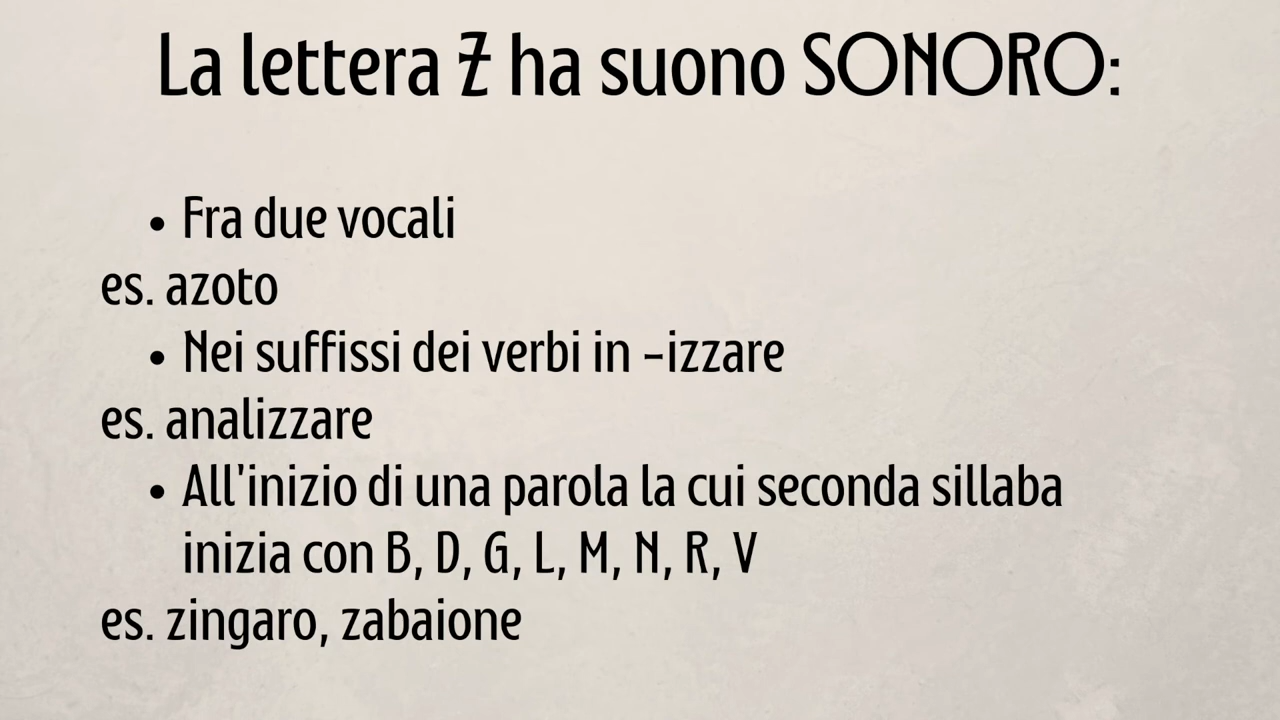 La lettera Z ha suono SONORO:
• Fra due vocali
es. azoto
• Nei suffissi dei verbi in –izzare
es. analizzare
• All'inizio di una parola la cui seconda sillaba
inizia con B, D, G, L, M, N, R, V
es. zingaro, zabaione